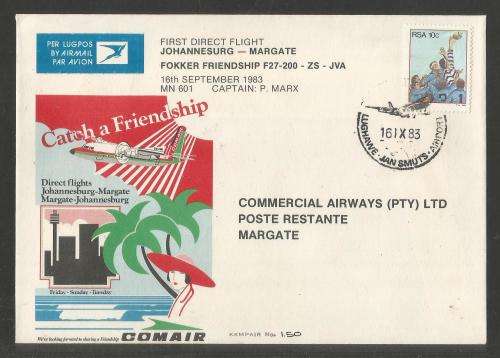 PER LUGPOS
BY AIRMAIL
PAR AVION
FIRST DIRECT FLIGHT
JOHANNESURG — MARGATE
FOKKER FRIENDSHIP F27-200 - ZS - JVA
16th SEPTEMBER 1983
MN 601 CAPTAIN: P. MARX
RSA 10c
16 IX 83
LUGHAWE · JAN SMUTS · AIRPORT
Catch a Friendship
Direct flights
Johannesburg-Margate
Margate-Johannesburg
Friday · Sunday · Tuesday
We're looking forward to sharing a Friendship
COMAIR
COMMERCIAL AIRWAYS (PTY) LTD
POSTE RESTANTE
MARGATE
KEMPAIR No: 150